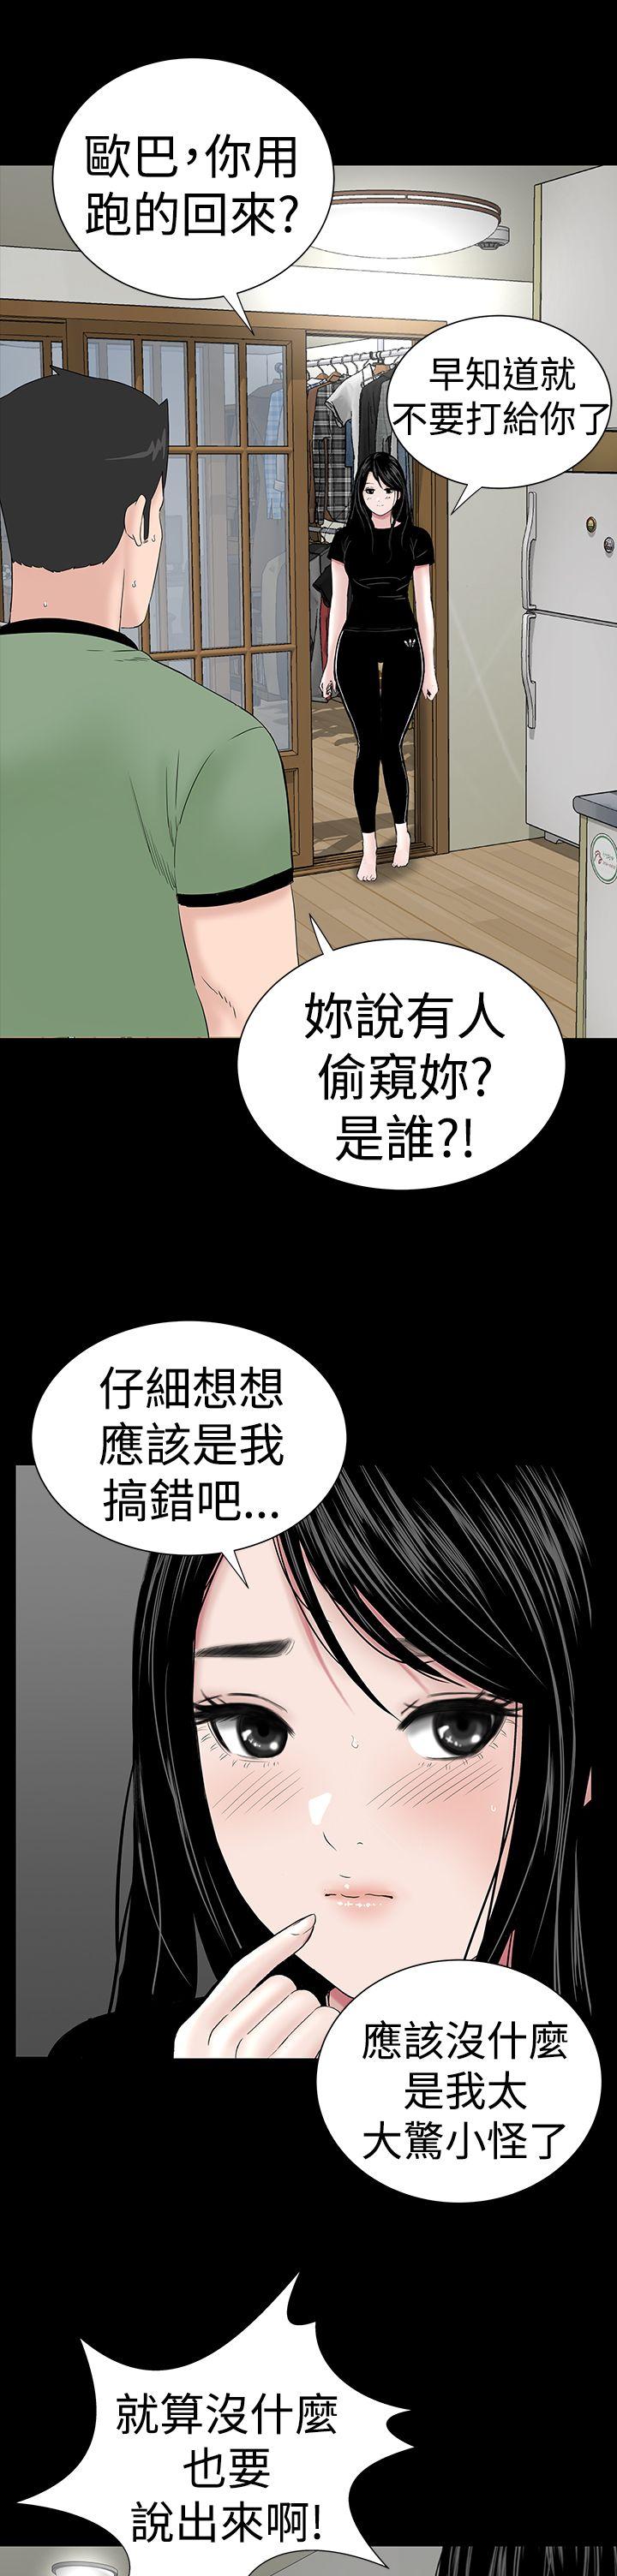 歐巴，你用
跑的回來?
早知道就
不要打給你了
妳說有人
偷窺妳?
是誰?!
仔細想想
應該是我
搞錯吧...
應該沒什麼
是我太
大驚小怪了
就算沒什麼
也要
說出來啊!